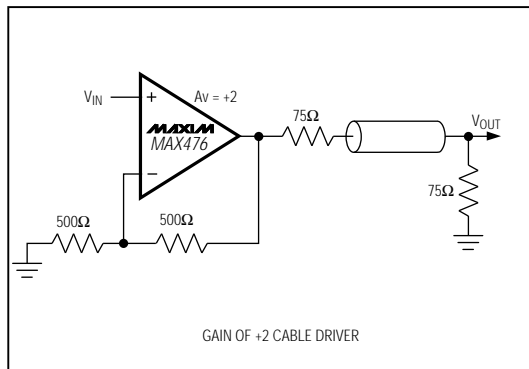 VIN
+
AV = +2
MAXIM
MAX476
−
75Ω
VOUT
75Ω
500Ω
500Ω
GAIN OF +2 CABLE DRIVER